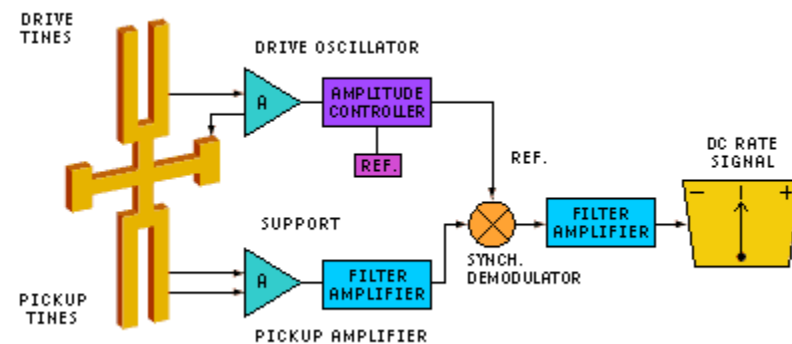 DRIVE
TINES
DRIVE OSCILLATOR
A
AMPLITUDE
CONTROLLER
REF.
REF.
DC RATE
SIGNAL
– I +
SUPPORT
A
FILTER
AMPLIFIER
SYNCH.
DEMODULATOR
FILTER
AMPLIFIER
PICKUP
TINES
PICKUP AMPLIFIER